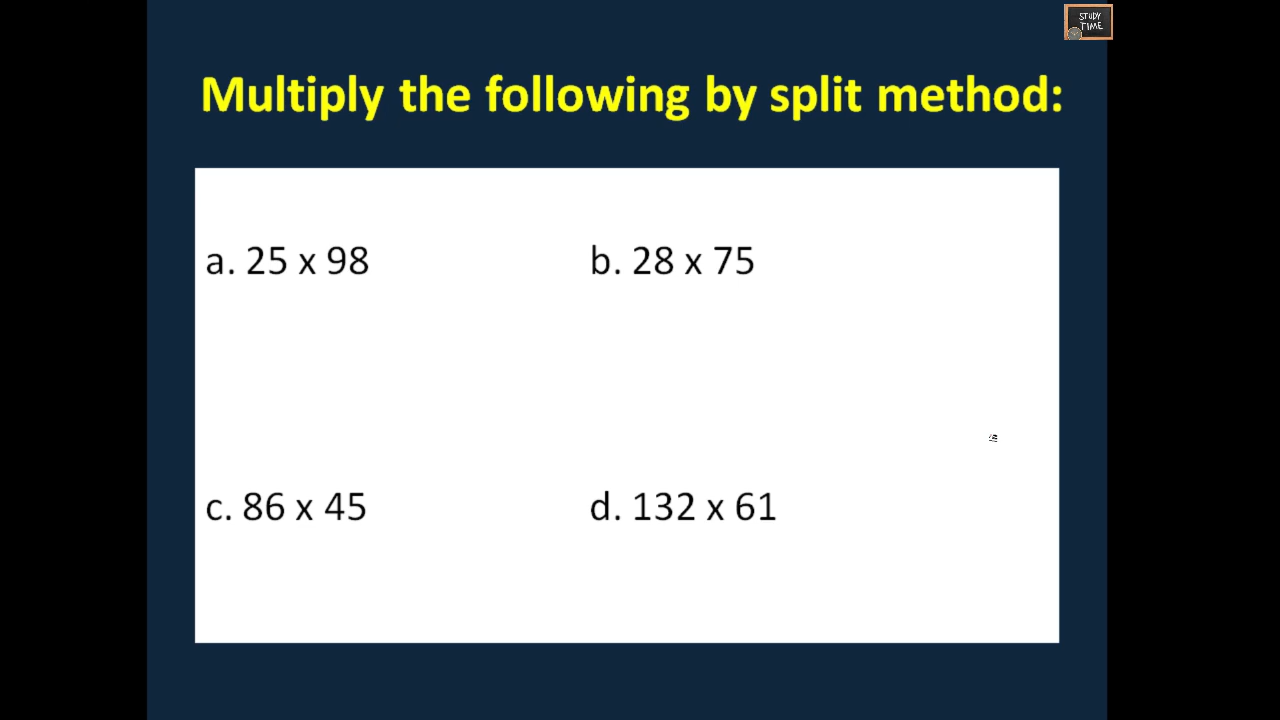 STUDY
TIME
Multiply the following by split method:
a. 25 x 98
b. 28 x 75
c. 86 x 45
d. 132 x 61